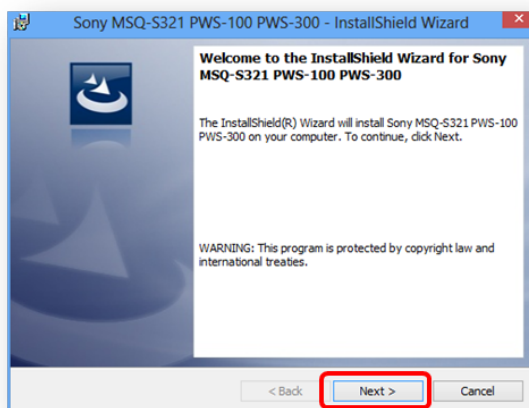 Sony MSQ-S321 PWS-100 PWS-300 - InstallShield Wizard
Welcome to the InstallShield Wizard for Sony
MSQ-S321 PWS-100 PWS-300
The InstallShield(R) Wizard will install Sony MSQ-S321 PWS-100
PWS-300 on your computer. To continue, click Next.
WARNING: This program is protected by copyright law and
international treaties.
< Back Next > Cancel